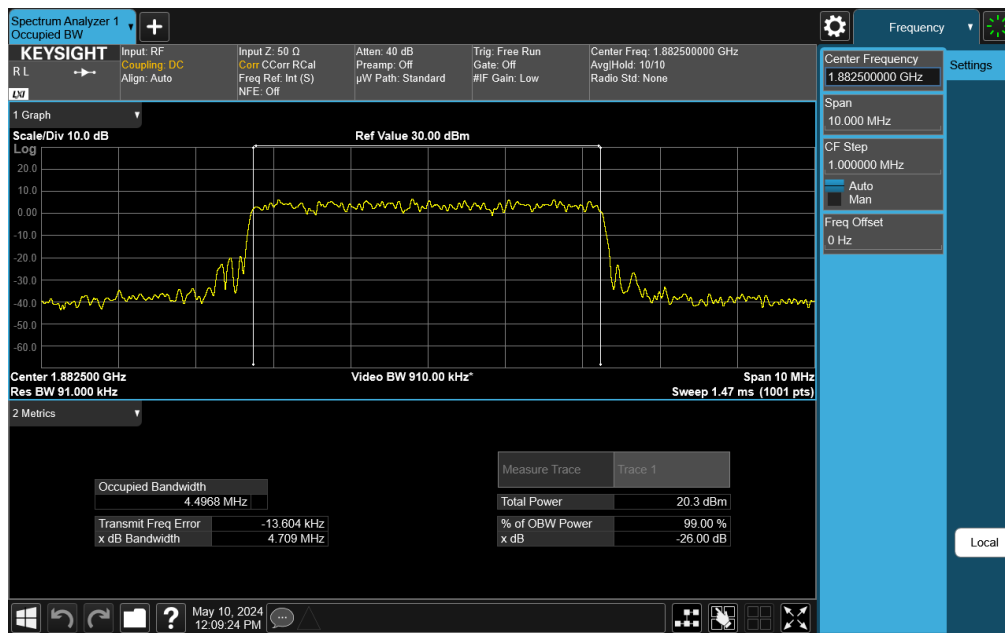 Spectrum Analyzer 1
Occupied BW
Frequency
KEYSIGHT
R L
LXI
Input: RF
Coupling: DC
Align: Auto
Input Z: 50 Ω
Corr CCorr RCal
Freq Ref: Int (S)
NFE: Off
Atten: 40 dB
Preamp: Off
µW Path: Standard
Trig: Free Run
Gate: Off
#IF Gain: Low
Center Freq: 1.882500000 GHz
Avg|Hold: 10/10
Radio Std: None
Center Frequency
1.882500000 GHz
Settings
Span
10.000 MHz
CF Step
1.000000 MHz
Auto
Man
Freq Offset
0 Hz
Local
1 Graph
Scale/Div 10.0 dB
Ref Value 30.00 dBm
Log
20.0
10.0
0.00
-10.0
-20.0
-30.0
-40.0
-50.0
-60.0
Center 1.882500 GHz
Video BW 910.00 kHz*
Span 10 MHz
Res BW 91.000 kHz
Sweep 1.47 ms (1001 pts)
2 Metrics
Measure Trace
Trace 1
Occupied Bandwidth
4.4968 MHz
Total Power
20.3 dBm
Transmit Freq Error
-13.604 kHz
% of OBW Power
99.00 %
x dB Bandwidth
4.709 MHz
x dB
-26.00 dB
?
May 10, 2024
12:09:24 PM